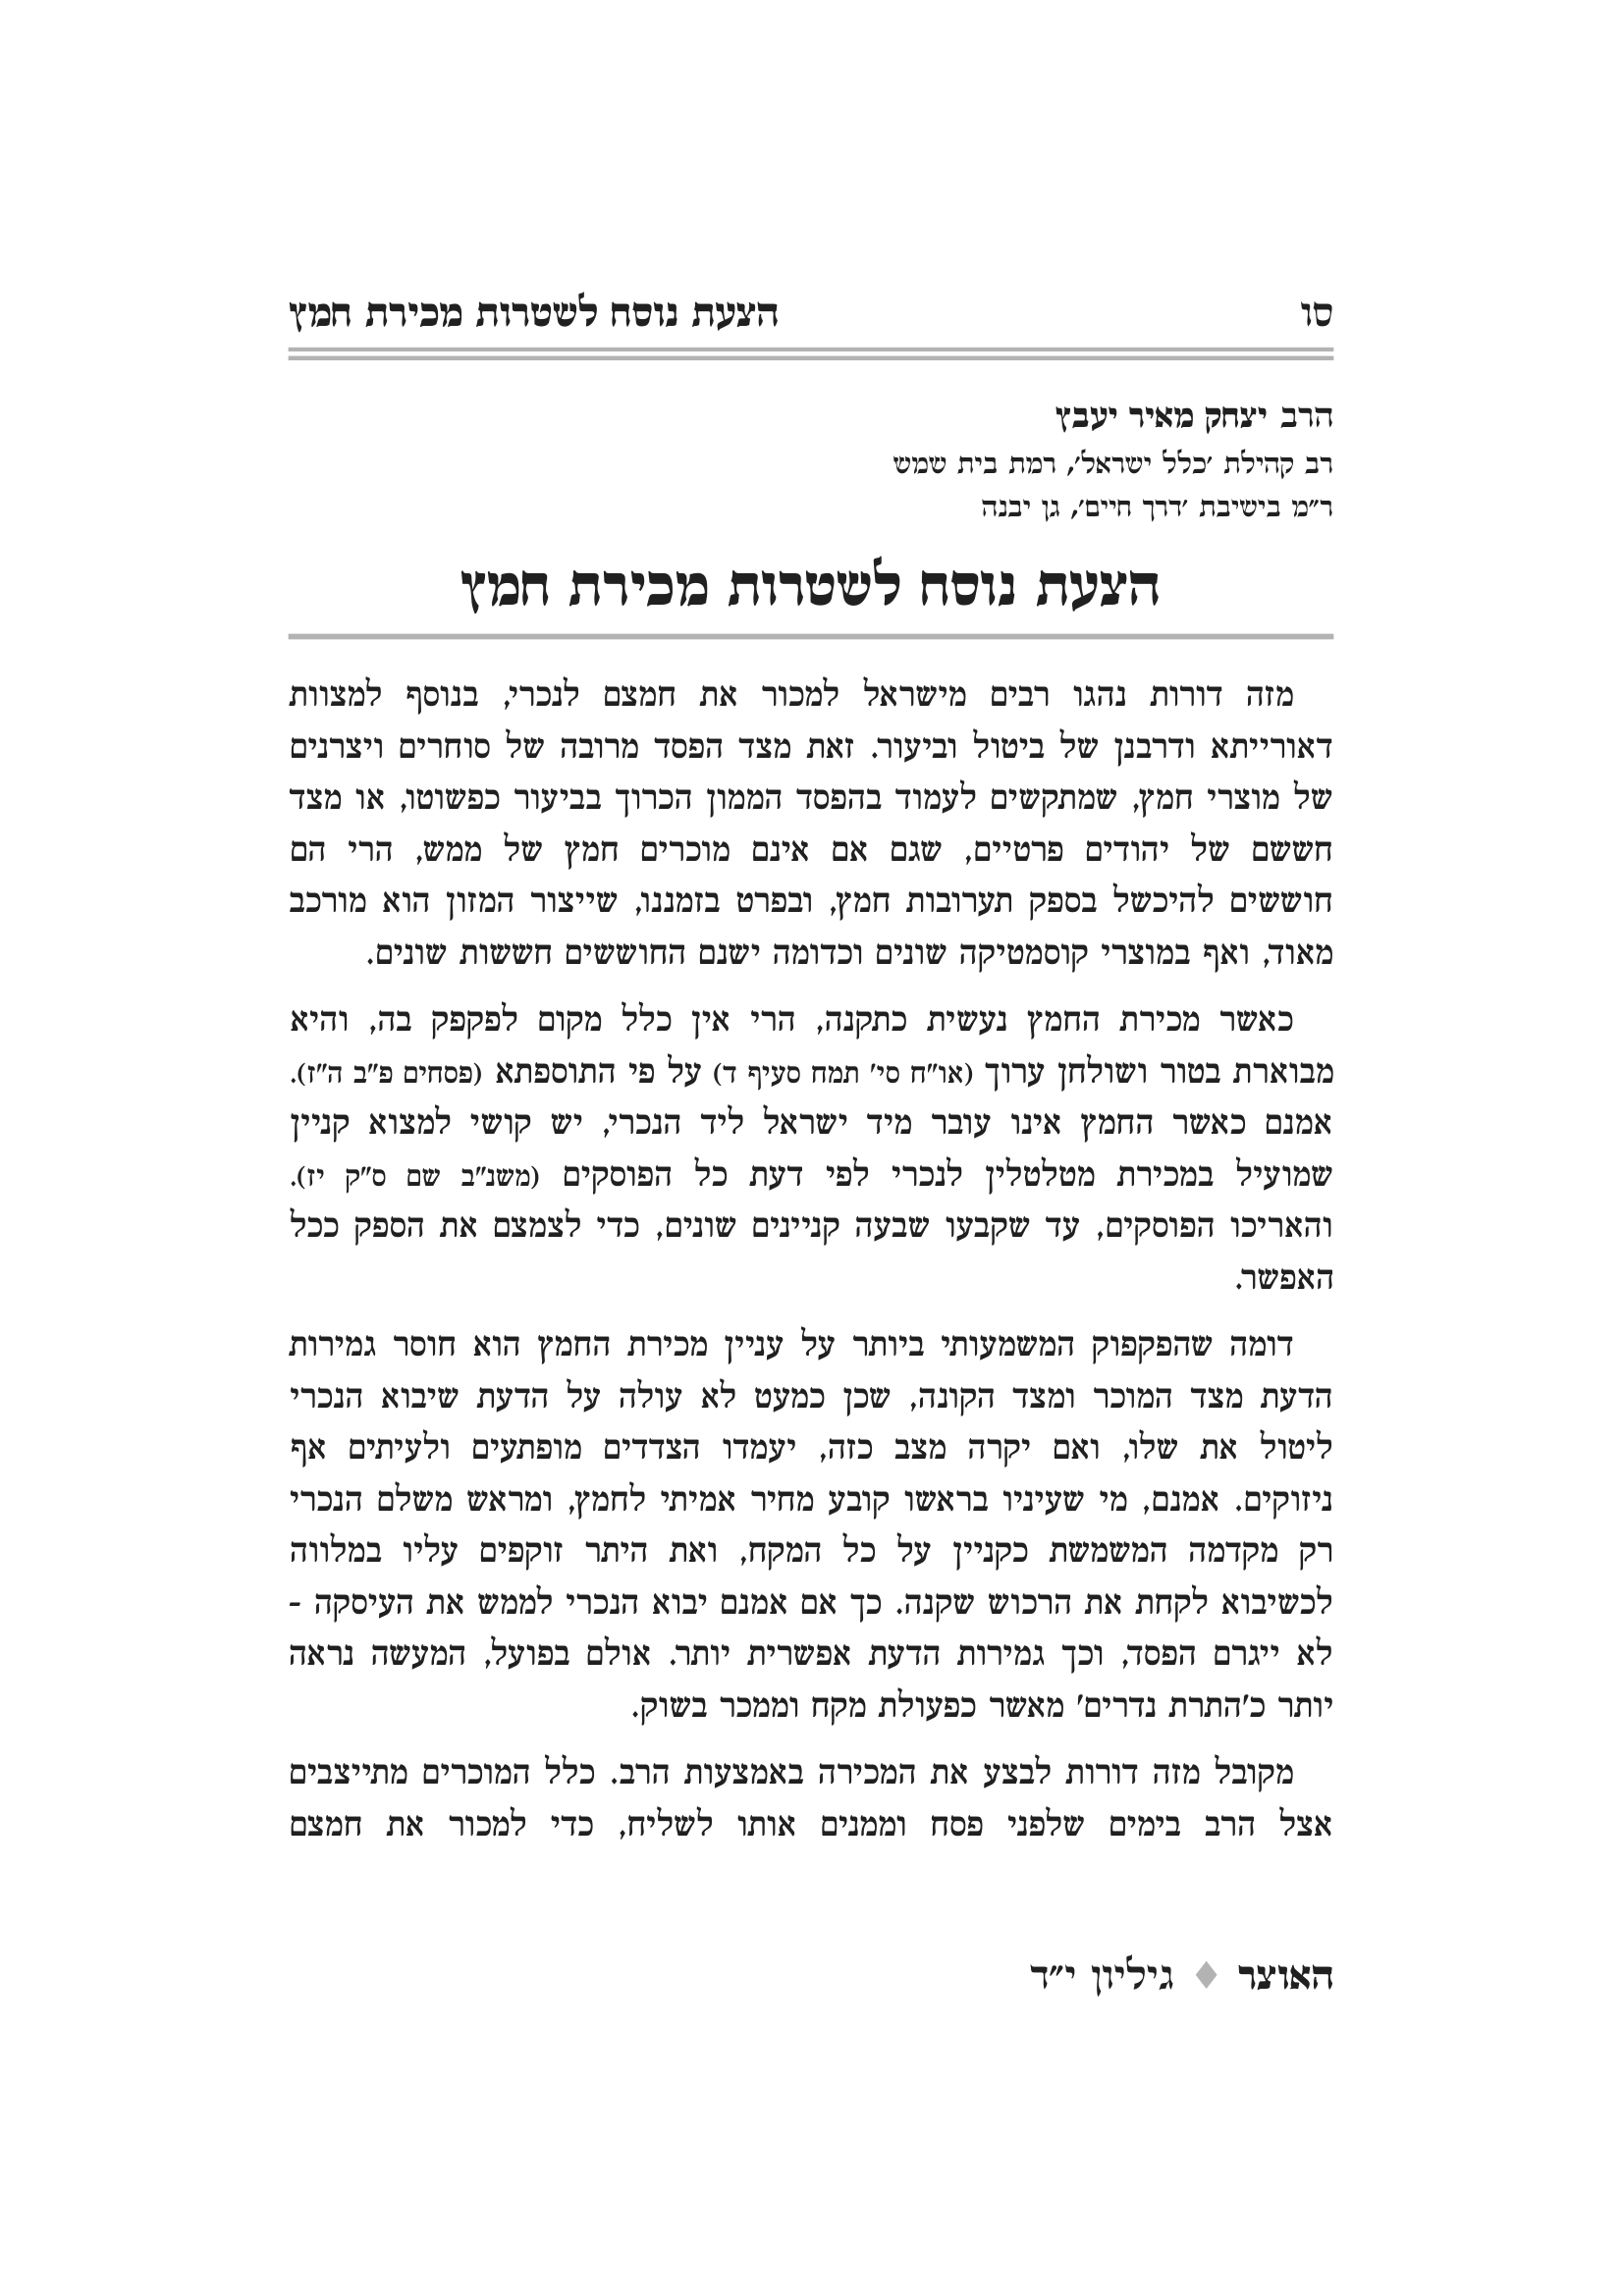 סו הצעת נוסח לשטרות מכירת חמץ
הרב יצחק מאיר יעבץ
רב קהילת 'כלל ישראל', רמת בית שמש
ר"מ בישיבת 'דרך חיים', גן יבנה
הצעת נוסח לשטרות מכירת חמץ
מזה דורות נהגו רבים מישראל למכור את חמצם לנכרי, בנוסף למצוות
דאורייתא ודרבנן של ביטול וביעור. זאת מצד הפסד מרובה של סוחרים ויצרנים
של מוצרי חמץ, שמתקשים לעמוד בהפסד הממון הכרוך בביעור כפשוטו, או מצד
חששם של יהודים פרטיים, שגם אם אינם מוכרים חמץ של ממש, הרי הם
חוששים להיכשל בספק תערובות חמץ, ובפרט בזמננו, שייצור המזון הוא מורכב
מאוד, ואף במוצרי קוסמטיקה שונים וכדומה ישנם החוששים חששות שונים.
כאשר מכירת החמץ נעשית כתקנה, הרי אין כלל מקום לפקפק בה, והיא
מבוארת בטור ושולחן ערוך (או"ח סי' תמח סעיף ד) על פי התוספתא (פסחים פ"ב ה"ז).
אמנם כאשר החמץ אינו עובר מיד ישראל ליד הנכרי, יש קושי למצוא קניין
שמועיל במכירת מטלטלין לנכרי לפי דעת כל הפוסקים (משנ"ב שם ס"ק יז).
והאריכו הפוסקים, עד שקבעו שבעה קניינים שונים, כדי לצמצם את הספק ככל
האפשר.
דומה שהפקפוק המשמעותי ביותר על עניין מכירת החמץ הוא חוסר גמירות
הדעת מצד המוכר ומצד הקונה, שכן כמעט לא עולה על הדעת שיבוא הנכרי
ליטול את שלו, ואם יקרה מצב כזה, יעמדו הצדדים מופתעים ולעיתים אף
ניזוקים. אמנם, מי שעיניו בראשו קובע מחיר אמיתי לחמץ, ומראש משלם הנכרי
רק מקדמה המשמשת כקניין על כל המקח, ואת היתר זוקפים עליו במלווה
לכשיבוא לקחת את הרכוש שקנה. כך אם אמנם יבוא הנכרי לממש את העיסקה -
לא ייגרם הפסד, וכך גמירות הדעת אפשרית יותר. אולם בפועל, המעשה נראה
יותר כ'התרת נדרים' מאשר כפעולת מקח וממכר בשוק.
מקובל מזה דורות לבצע את המכירה באמצעות הרב. כלל המוכרים מתייצבים
אצל הרב בימים שלפני פסח וממנים אותו לשליח, כדי למכור את חמצם
האוצר ♦ גיליון י"ד